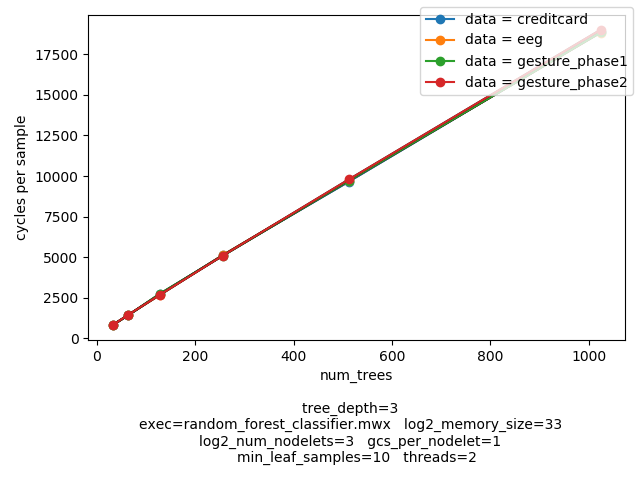 data = creditcard
data = eeg
data = gesture_phase1
data = gesture_phase2
17500
15000
12500
10000
7500
5000
2500
0
cycles per sample
0 200 400 600 800 1000
num_trees
tree_depth=3
exec=random_forest_classifier.mwx log2_memory_size=33
log2_num_nodelets=3 gcs_per_nodelet=1
min_leaf_samples=10 threads=2